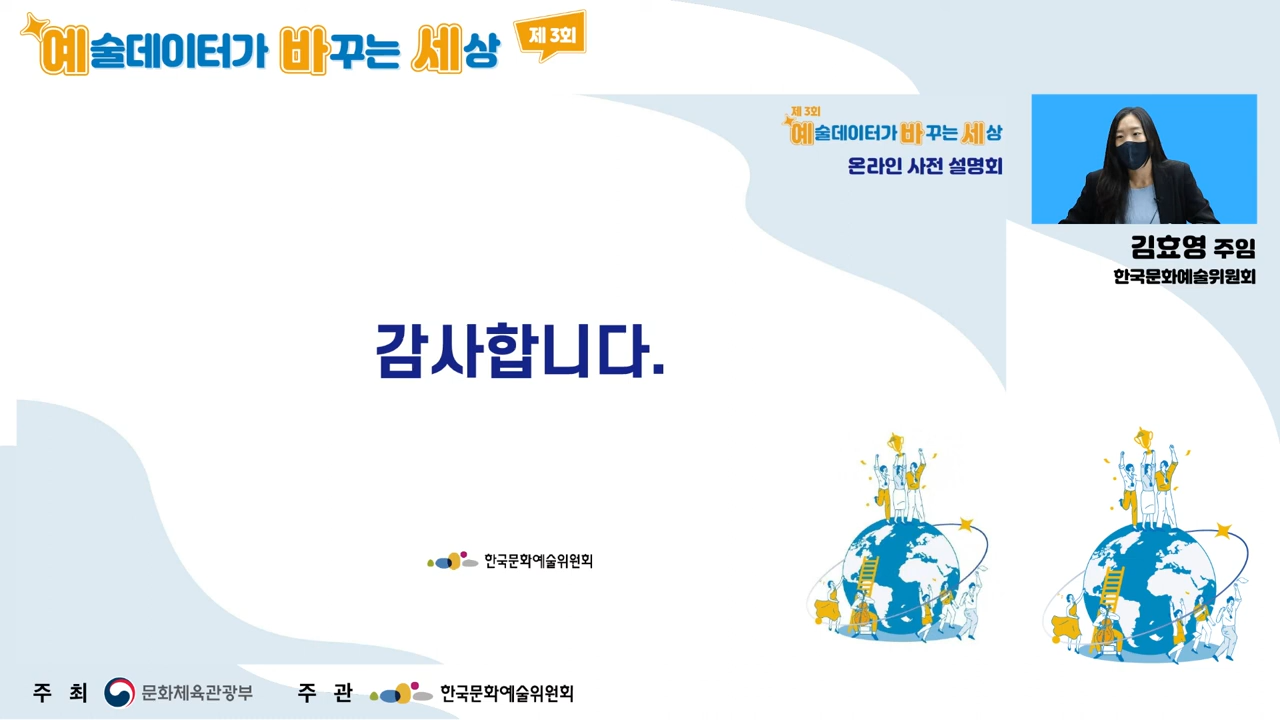 예술데이터가 바꾸는 세상 제 3회
제 3회
예술데이터가 바꾸는 세상
온라인 사전 설명회
김효영 주임
한국문화예술위원회
감사합니다.
한국문화예술위원회
주 최 문화체육관광부 주 관 한국문화예술위원회